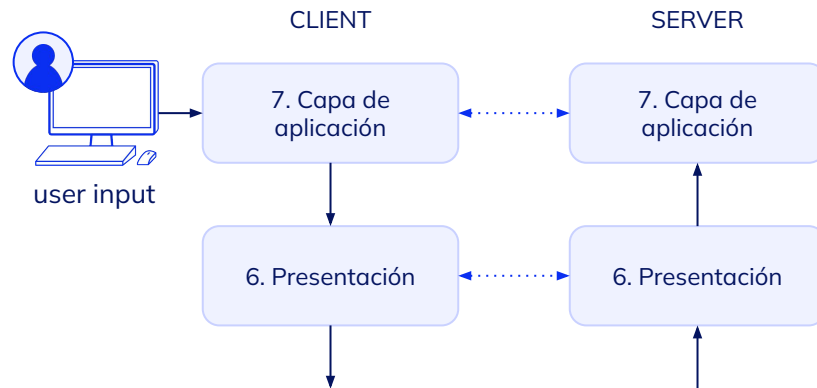 CLIENT
SERVER
7. Capa de
aplicación
7. Capa de
aplicación
user input
6. Presentación
6. Presentación